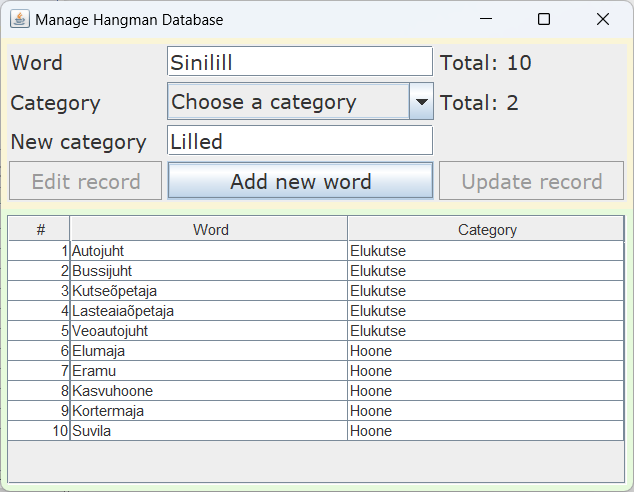 Manage Hangman Database
Word Sinilill Total: 10
Category Choose a category Total: 2
New category Lilled
Edit record Add new word Update record
# Word Category
1 Autojuht Elukutse
2 Bussijuht Elukutse
3 Kutseõpetaja Elukutse
4 Lasteaiaõpetaja Elukutse
5 Veoautojuht Elukutse
6 Elumaja Hoone
7 Eramu Hoone
8 Kasvuhoone Hoone
9 Kortermaja Hoone
10 Suvila Hoone